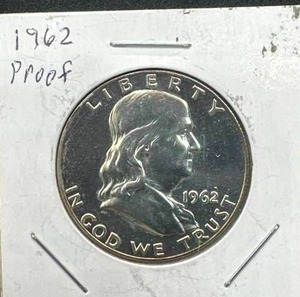 1962
Proof
LIBERTY
1962
IN GOD WE TRUST